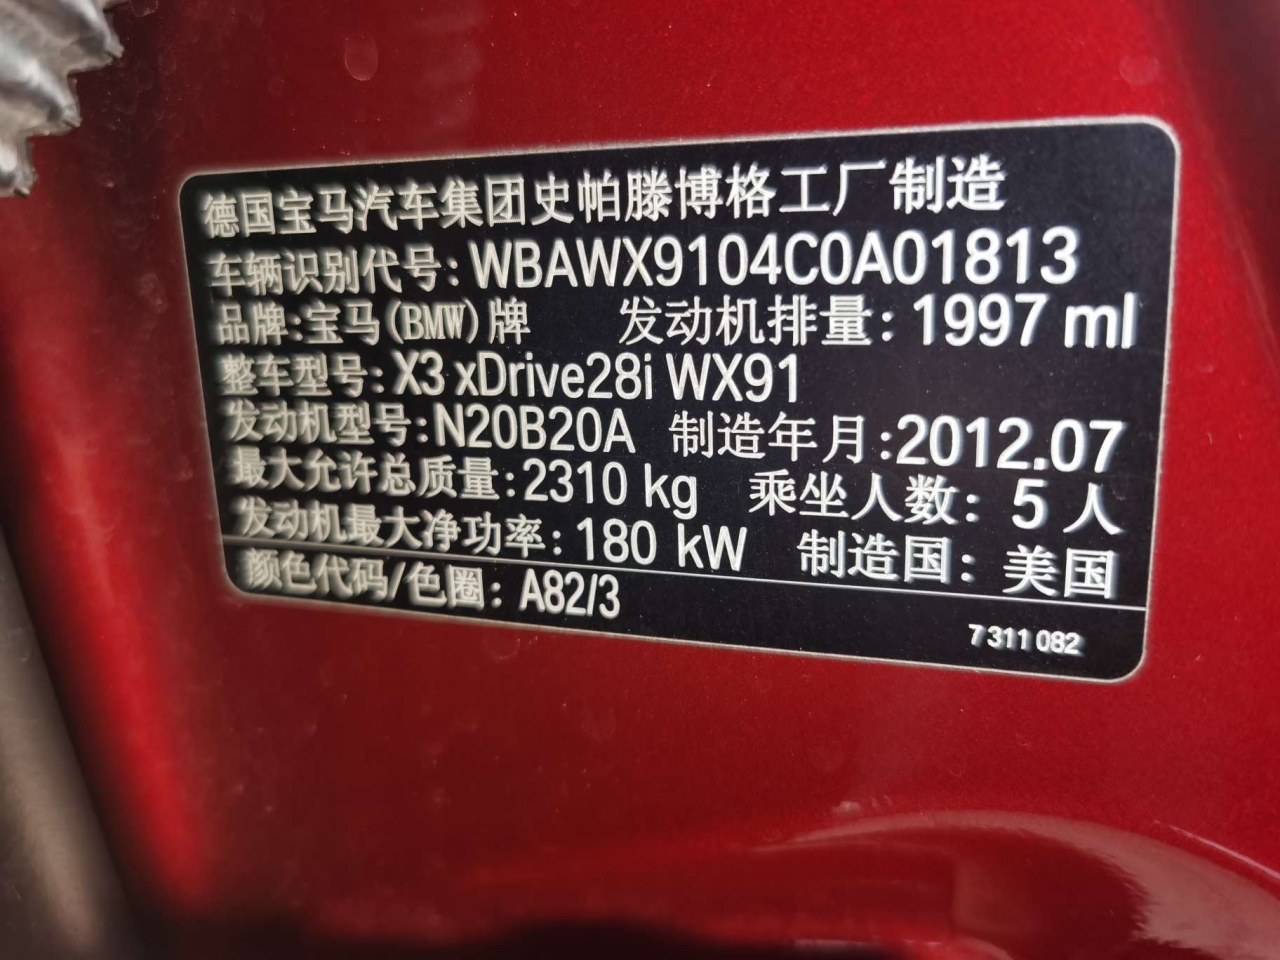 德国宝马汽车集团史帕滕博格工厂制造
车辆识别代号:WBAWX9104C0A01813
品牌:宝马(BMW)牌 发动机排量:1997 ml
整车型号:X3 xDrive28i WX91
发动机型号:N20B20A 制造年月:2012.07
最大允许总质量:2310 kg 乘坐人数: 5 人
发动机最大净功率:180 kW 制造国:美国
颜色代码/色圈: A82/3
7 311 082